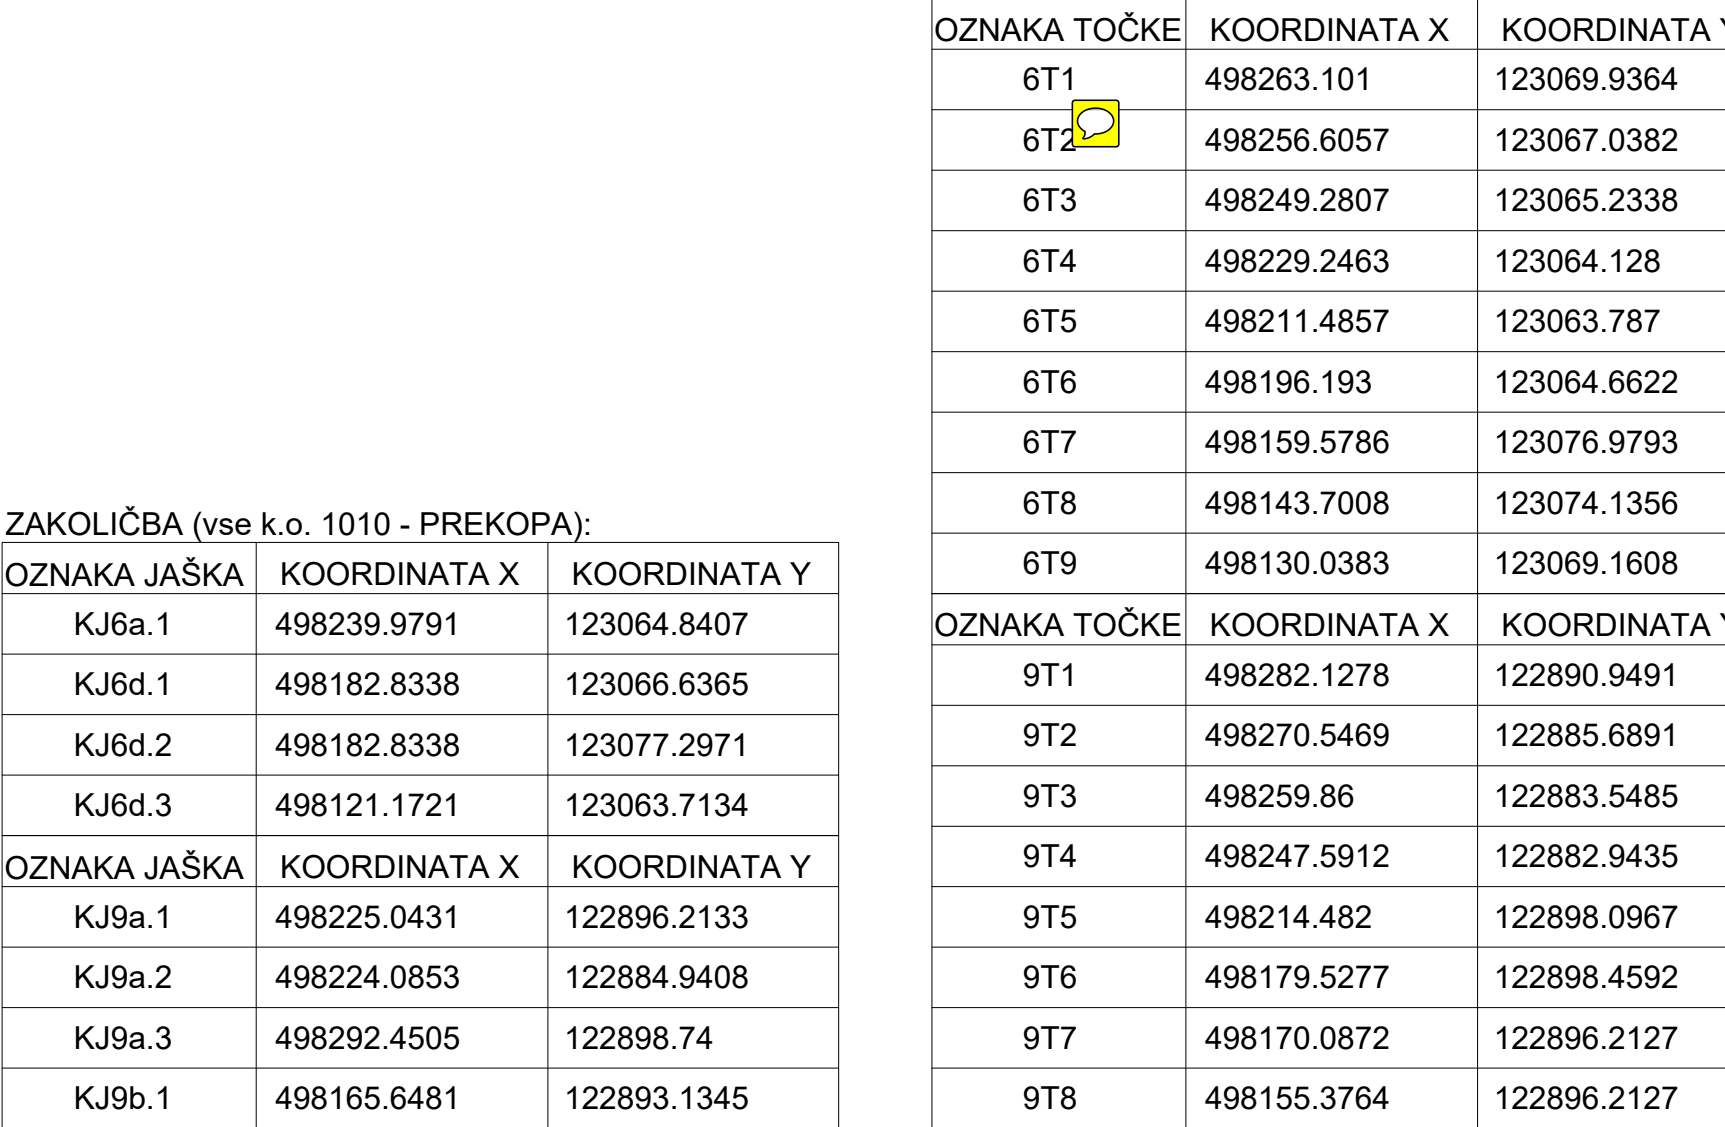 ZAKOLIČBA (vse k.o. 1010 - PREKOPA):
OZNAKA JAŠKA KOORDINATA X KOORDINATA Y
KJ6a.1 498239.9791 123064.8407
KJ6d.1 498182.8338 123066.6365
KJ6d.2 498182.8338 123077.2971
KJ6d.3 498121.1721 123063.7134
OZNAKA JAŠKA KOORDINATA X KOORDINATA Y
KJ9a.1 498225.0431 122896.2133
KJ9a.2 498224.0853 122884.9408
KJ9a.3 498292.4505 122898.74
KJ9b.1 498165.6481 122893.1345
OZNAKA TOČKE KOORDINATA X KOORDINATA Y
6T1 498263.101 123069.9364
6T2 498256.6057 123067.0382
6T3 498249.2807 123065.2338
6T4 498229.2463 123064.128
6T5 498211.4857 123063.787
6T6 498196.193 123064.6622
6T7 498159.5786 123076.9793
6T8 498143.7008 123074.1356
6T9 498130.0383 123069.1608
OZNAKA TOČKE KOORDINATA X KOORDINATA Y
9T1 498282.1278 122890.9491
9T2 498270.5469 122885.6891
9T3 498259.86 122883.5485
9T4 498247.5912 122882.9435
9T5 498214.482 122898.0967
9T6 498179.5277 122898.4592
9T7 498170.0872 122896.2127
9T8 498155.3764 122896.2127